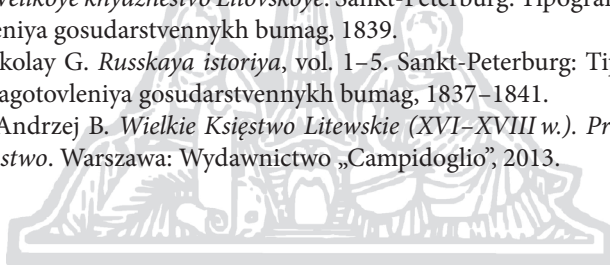 Velikoye knyazhestvo Litovskoye. Sankt-Peterburg: Tipogra
eniya gosudarstvennykh bumag, 1839.
kolay G. Russkaya istoriya, vol. 1–5. Sankt-Peterburg: Ti
agotovleniya gosudarstvennykh bumag, 1837–1841.
Andrzej B. Wielkie Księstwo Litewskie (XVI–XVIII w.). Pr
stwo. Warszawa: Wydawnictwo „Campidoglio”, 2013.